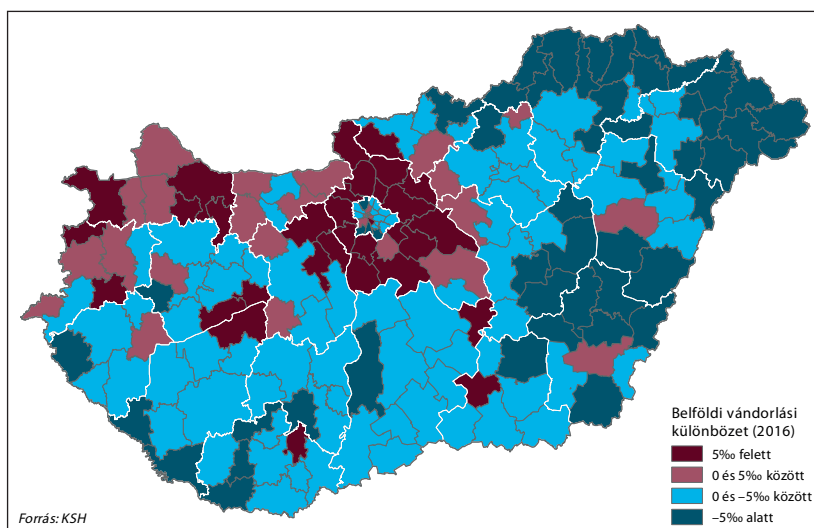 Belföldi vándorlási
különbözet (2016)
5‰ felett
0 és 5‰ között
0 és –5‰ között
–5‰ alatt
Forrás: KSH